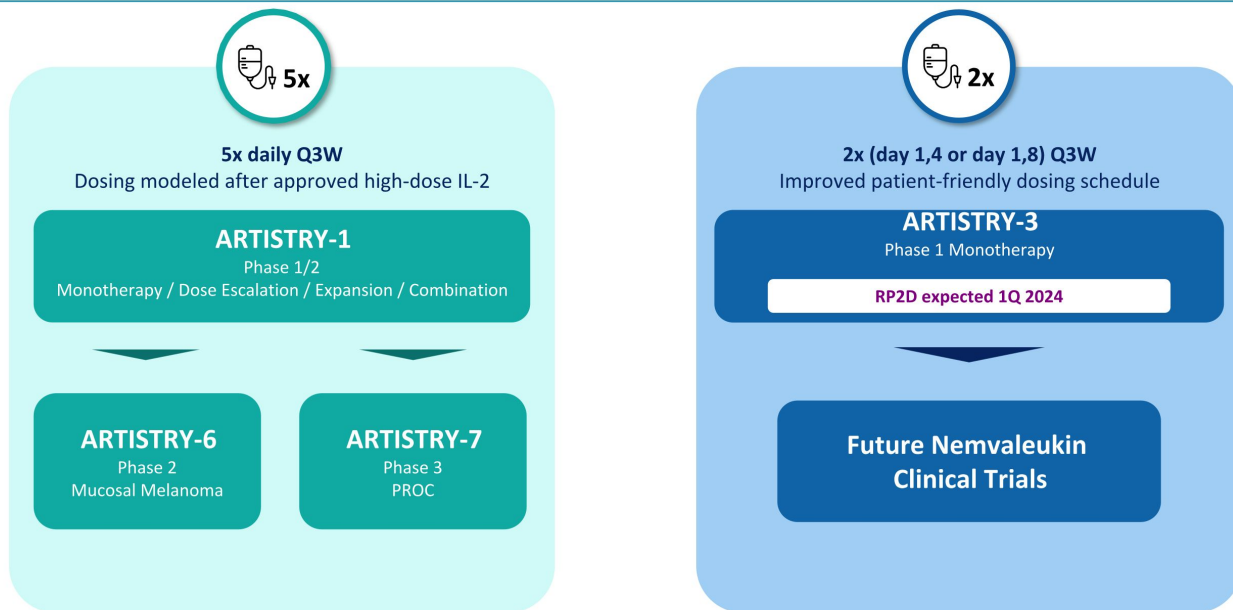 5x
5x daily Q3W
Dosing modeled after approved high-dose IL-2
ARTISTRY-1
Phase 1/2
Monotherapy / Dose Escalation / Expansion / Combination
ARTISTRY-6
Phase 2
Mucosal Melanoma
ARTISTRY-7
Phase 3
PROC
2x
2x (day 1,4 or day 1,8) Q3W
Improved patient-friendly dosing schedule
ARTISTRY-3
Phase 1 Monotherapy
RP2D expected 1Q 2024
Future Nemvaleukin
Clinical Trials